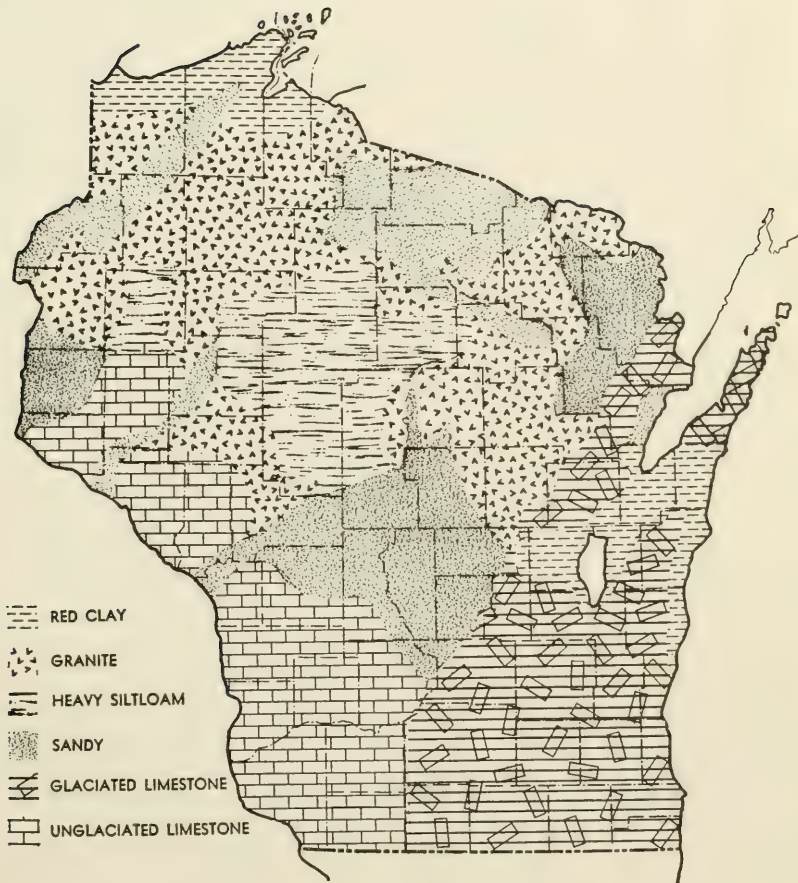 RED CLAY
GRANITE
HEAVY SILTLOAM
SANDY
GLACIATED LIMESTONE
UNGLACIATED LIMESTONE